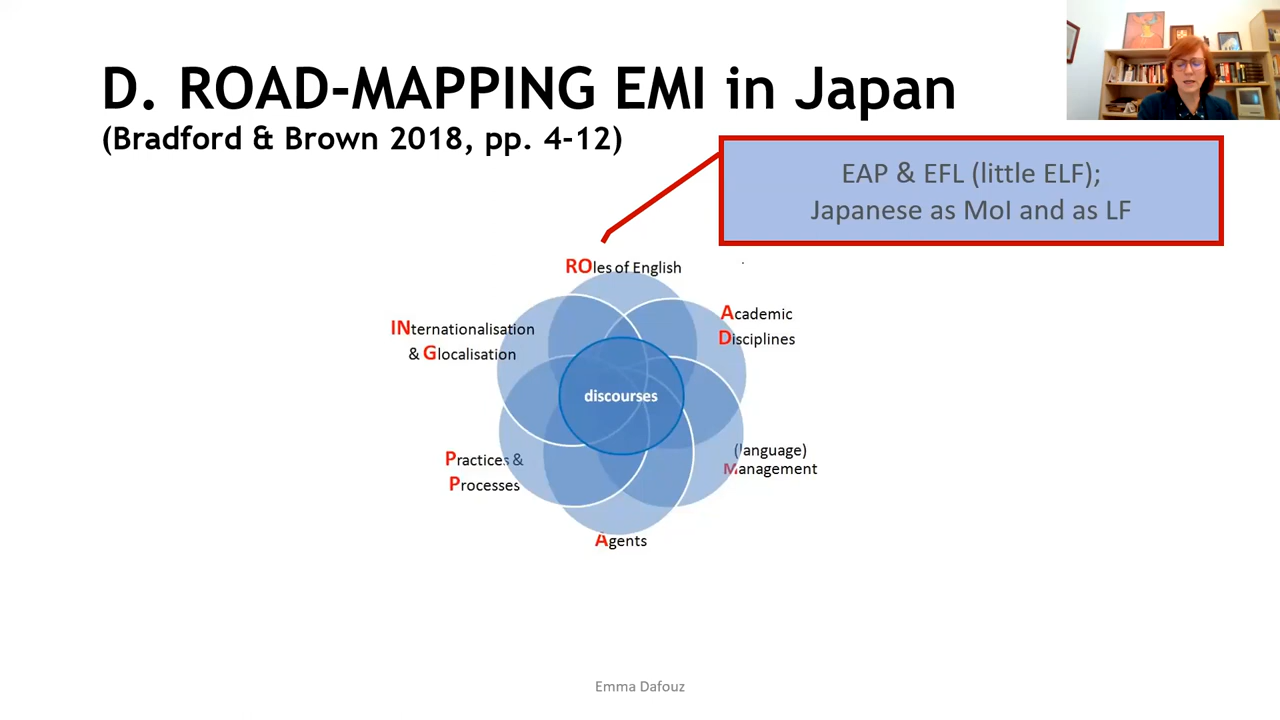 D. ROAD-MAPPING EMI in Japan
(Bradford & Brown 2018, pp. 4-12)
EAP & EFL (little ELF);
Japanese as MoI and as LF
ROles of English
Academic
Disciplines
INternationalisation
& Glocalisation
discourses
(language)
Management
Practices &
Processes
Agents
Emma Dafouz